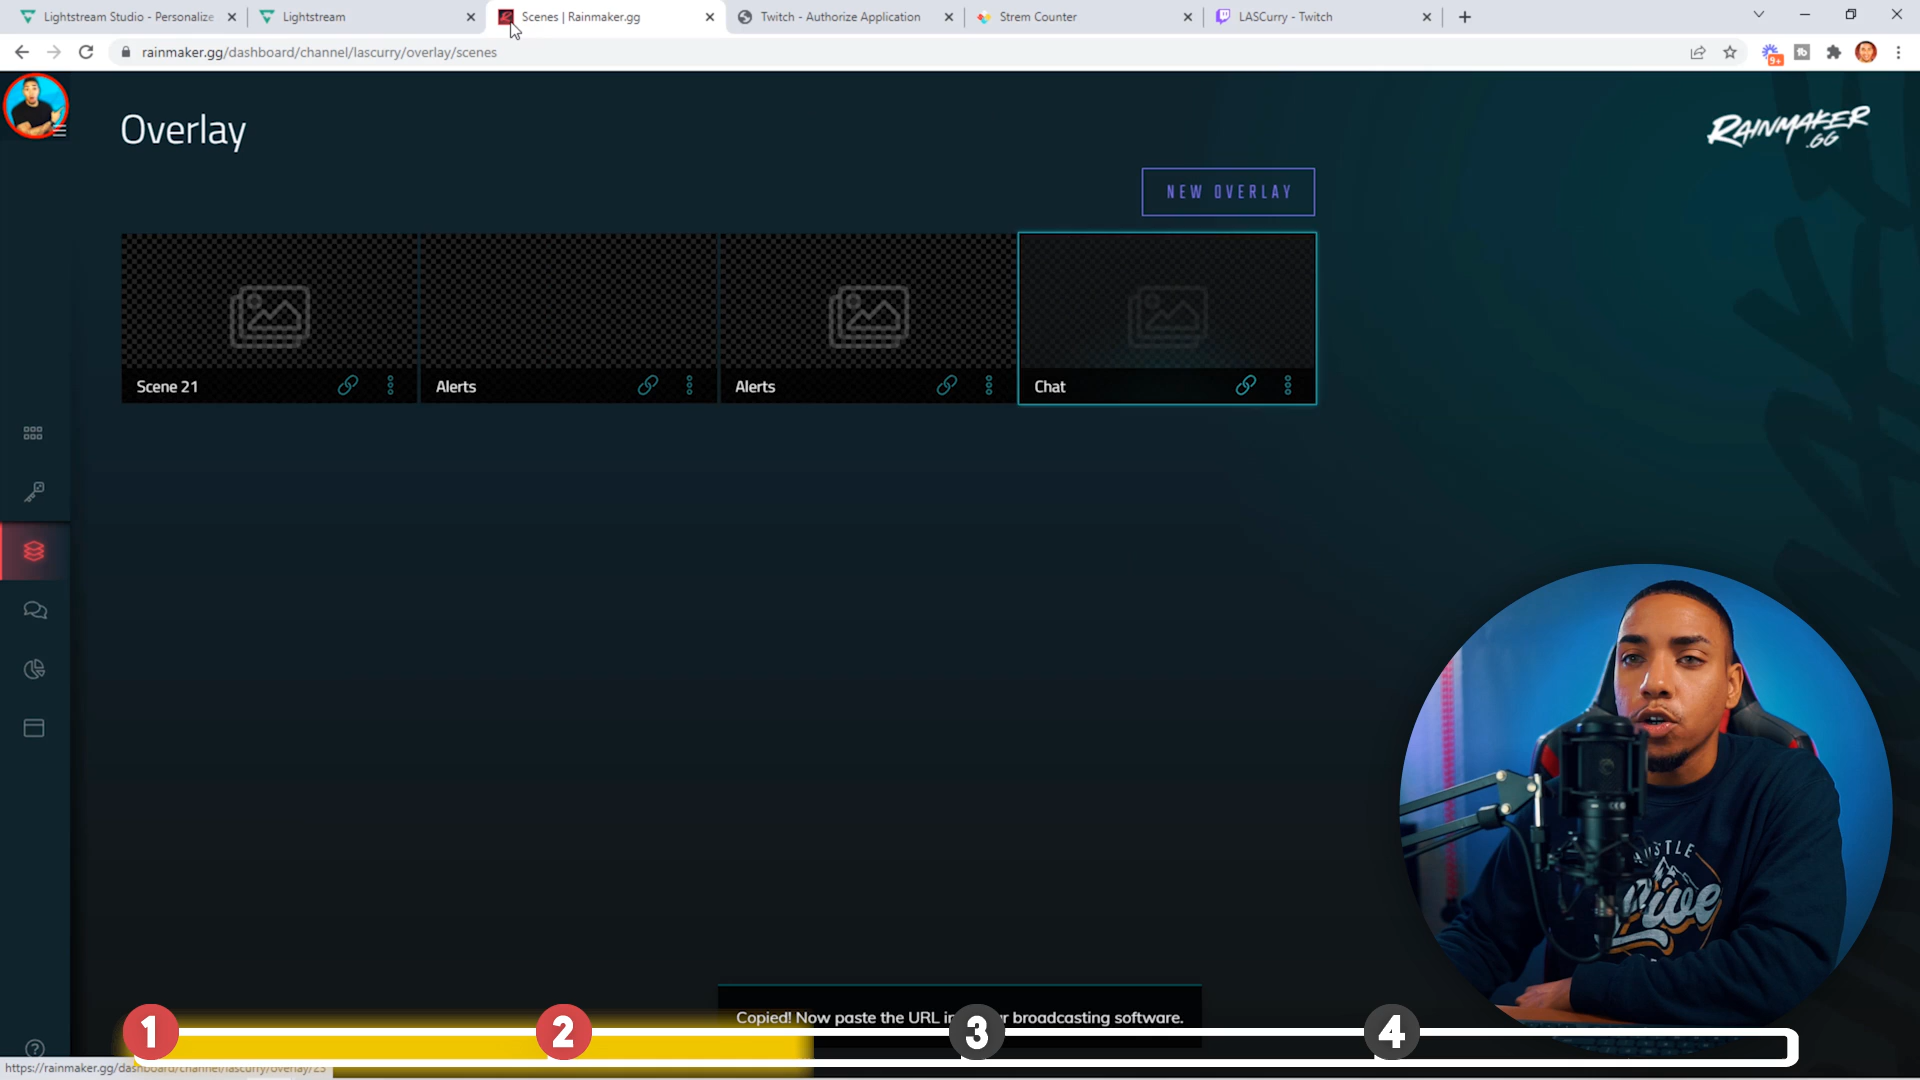 Lightstream Studio - Personalize
Lightstream
Scenes | Rainmaker.gg
Twitch - Authorize Application
Strem Counter
LASCurry - Twitch
rainmaker.gg/dashboard/channel/lascurry/overlay/scenes
9+
Overlay
RAINMAKER
.GG
NEW OVERLAY
Scene 21
Alerts
Alerts
Chat
Copied! Now paste the URL in
r broadcasting software.
1
2
3
4
https://rainmaker.gg/dashboard/channel/lascurry/overlay/23